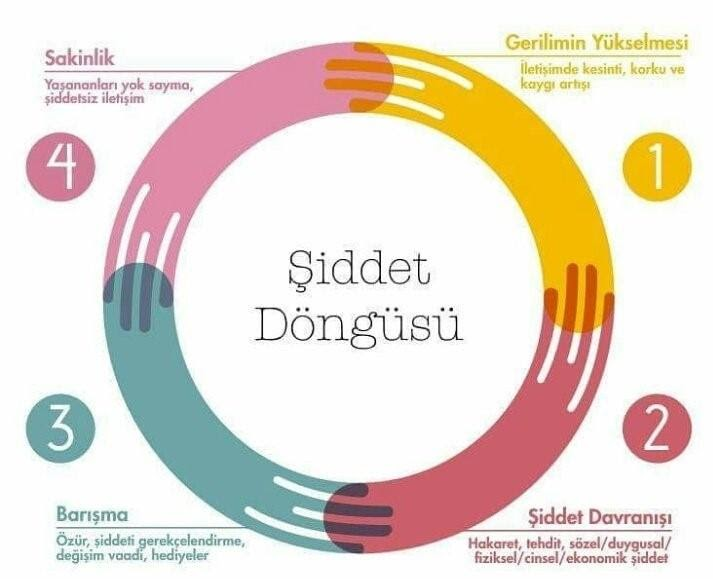 Şiddet
Döngüsü
1
Gerilimin Yükselmesi
İletişimde kesinti, korku ve
kaygı artışı
2
Şiddet Davranışı
Hakaret, tehdit, sözel/duygusal/
fiziksel/cinsel/ekonomik şiddet
3
Barışma
Özür, şiddeti gerekçelendirme,
değişim vaadi, hediyeler
4
Sakinlik
Yaşananları yok sayma,
şiddetsiz iletişim